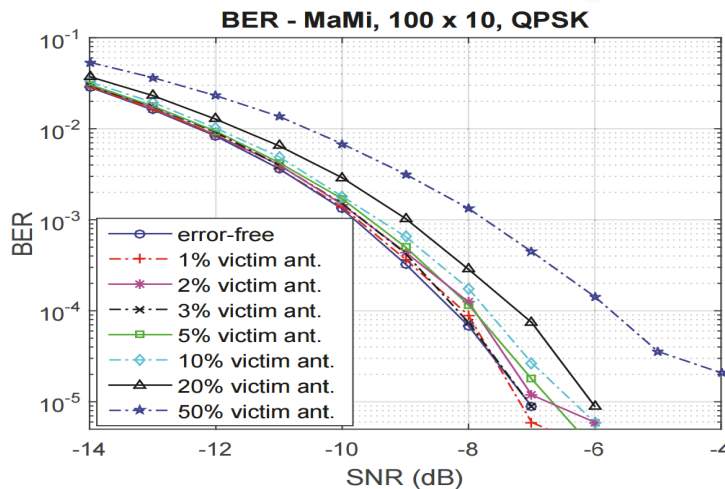 BER - MaMi, 100 x 10, QPSK
10^-1
10^-2
10^-3
10^-4
10^-5
BER
error-free
1% victim ant.
2% victim ant.
3% victim ant.
5% victim ant.
10% victim ant.
20% victim ant.
50% victim ant.
-14 -12 -10 -8 -6 -4
SNR (dB)